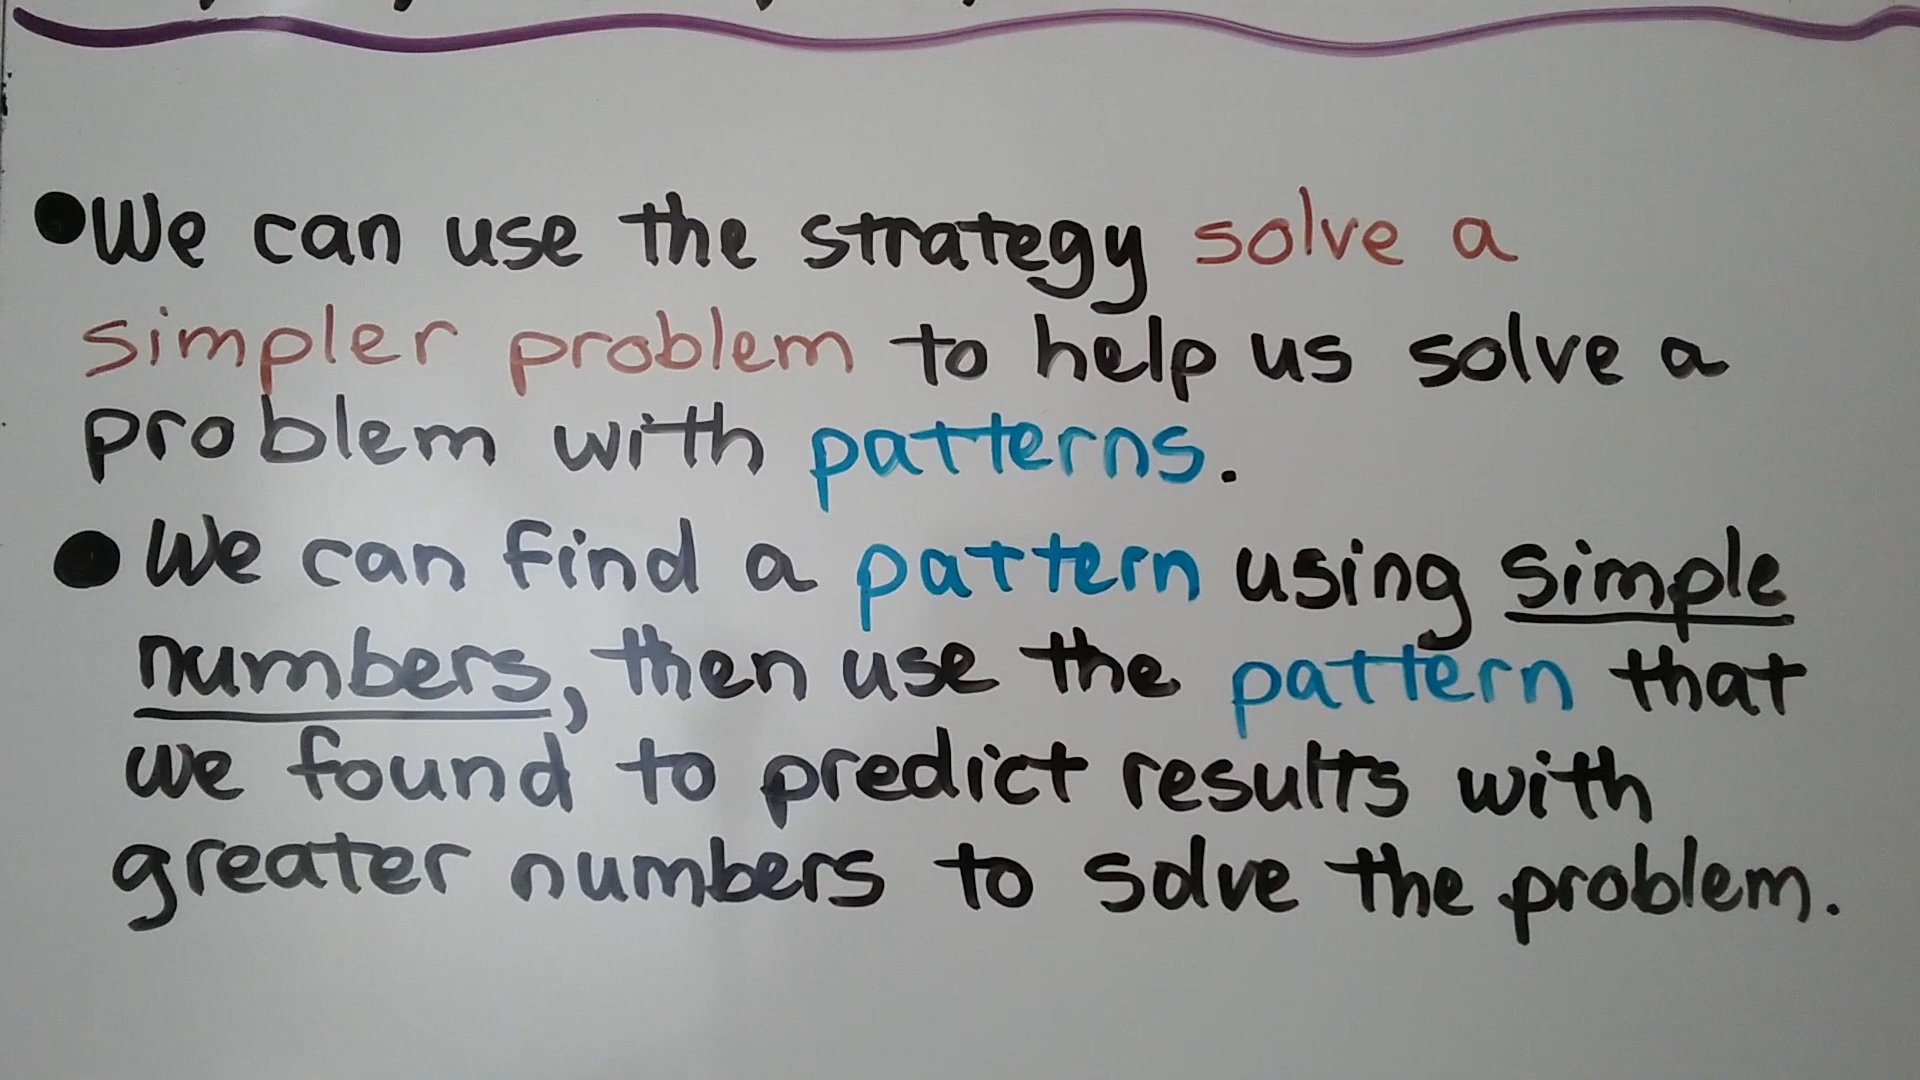 •We can use the strategy solve a
simpler problem to help us solve a
problem with patterns.
• We can find a pattern using simple
numbers, then use the pattern that
we found to predict results with
greater numbers to solve the problem.